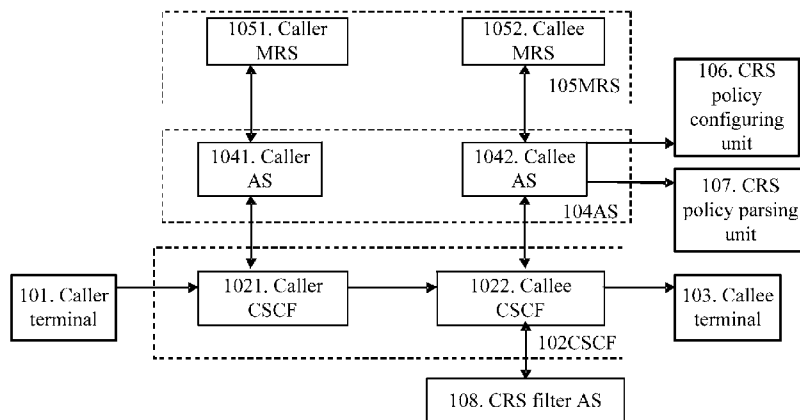 1051. Caller
MRS
1052. Callee
MRS
105MRS
106. CRS
policy
configuring
unit
1041. Caller
AS
1042. Callee
AS
104AS
107. CRS
policy parsing
unit
101. Caller
terminal
1021. Caller
CSCF
1022. Callee
CSCF
103. Callee
terminal
102CSCF
108. CRS filter AS